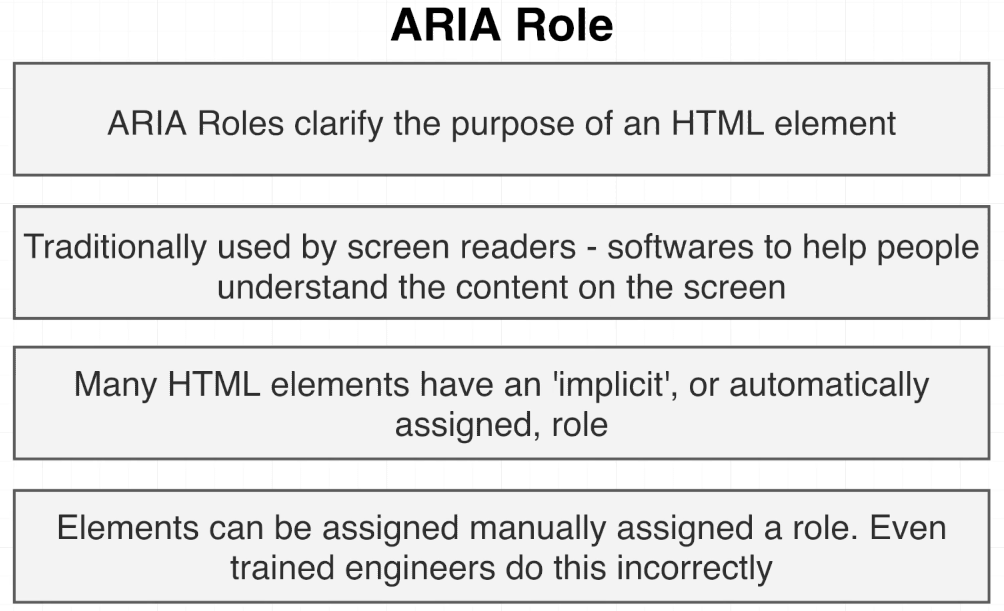 ARIA Role
ARIA Roles clarify the purpose of an HTML element
Traditionally used by screen readers - softwares to help people
understand the content on the screen
Many HTML elements have an 'implicit', or automatically
assigned, role
Elements can be assigned manually assigned a role. Even
trained engineers do this incorrectly